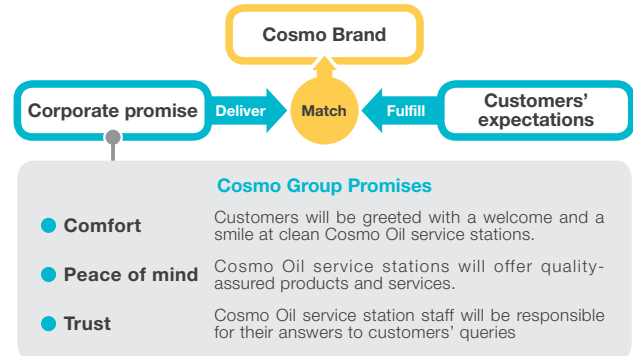 Cosmo Brand
Corporate promise
Deliver
Match
Fulfill
Customers'
expectations
Cosmo Group Promises
Comfort
Customers will be greeted with a welcome and a
smile at clean Cosmo Oil service stations.
Peace of mind
Cosmo Oil service stations will offer quality-
assured products and services.
Trust
Cosmo Oil service station staff will be responsible
for their answers to customers' queries